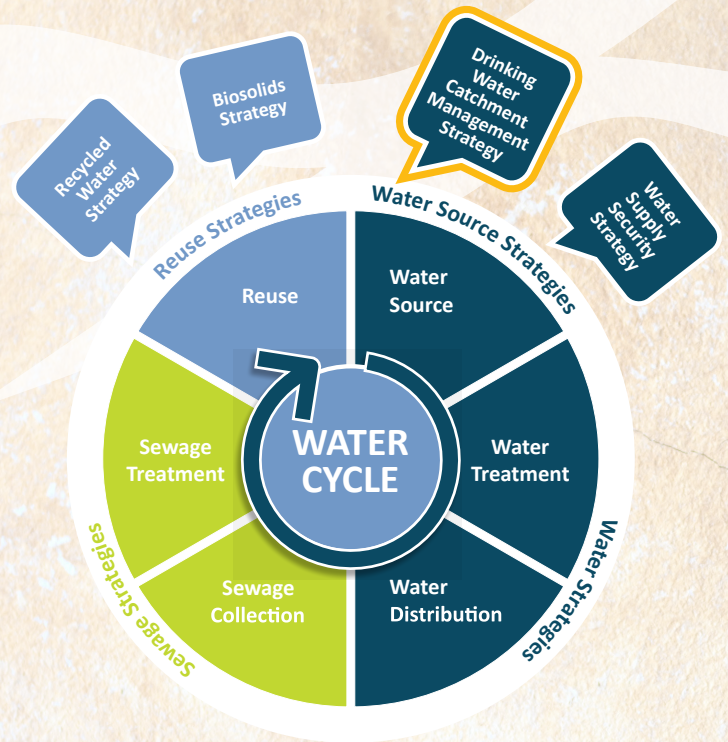 Recycled
Water
Strategy
Biosolids
Strategy
Drinking
Water
Catchment
Management
Strategy
Water
Supply
Security
Strategy
Reuse Strategies
Water Source Strategies
Reuse
Water
Source
Sewage
Treatment
WATER
CYCLE
Water
Treatment
Sewage
Collection
Water
Distribution
Sewage Strategies
Water Strategies